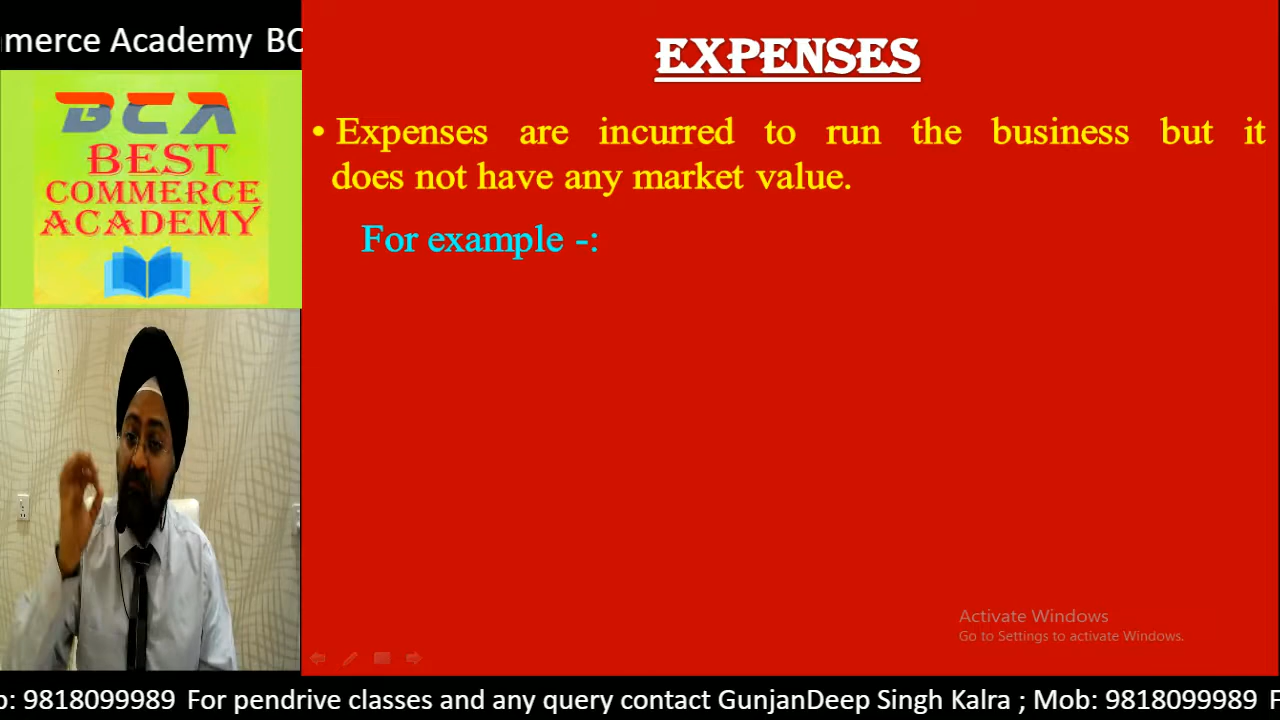 merce Academy BC
BCA
BEST
COMMERCE
ACADEMY
EXPENSES
• Expenses are incurred to run the business but it
does not have any market value.
For example -:
Activate Windows
Go to Settings to activate Windows.
b: 9818099989 For pendrive classes and any query contact GunjanDeep Singh Kalra ; Mob: 9818099989 F